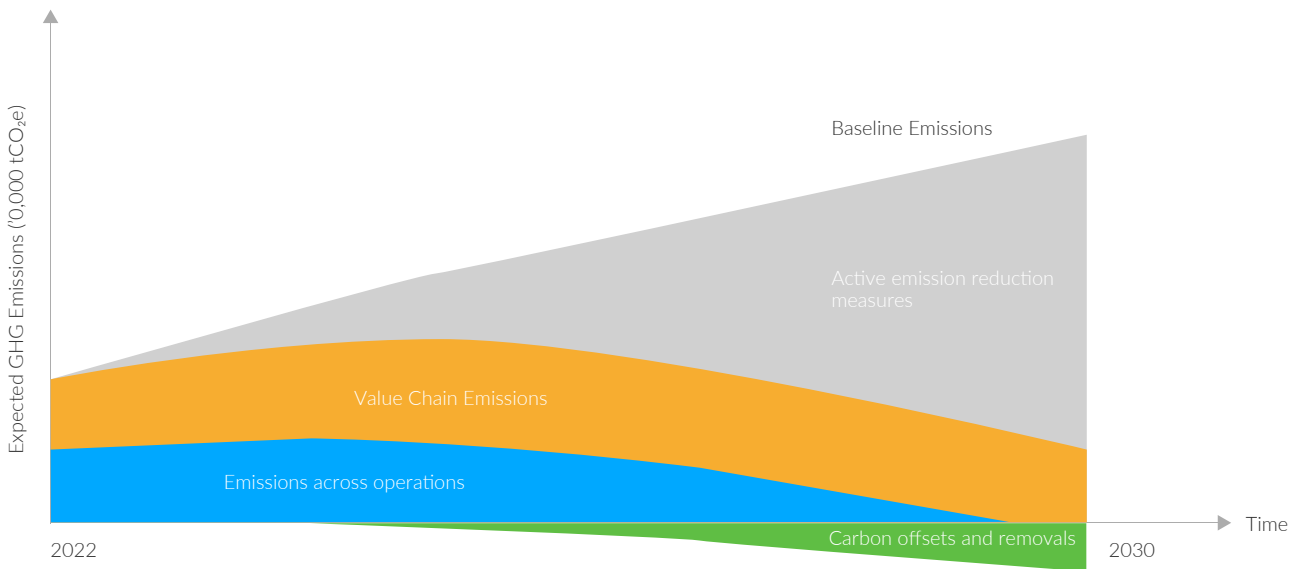 Expected GHG Emissions ('0,000 tCO₂e)
Baseline Emissions
Active emission reduction
measures
Value Chain Emissions
Emissions across operations
Carbon offsets and removals
Time
2022
2030